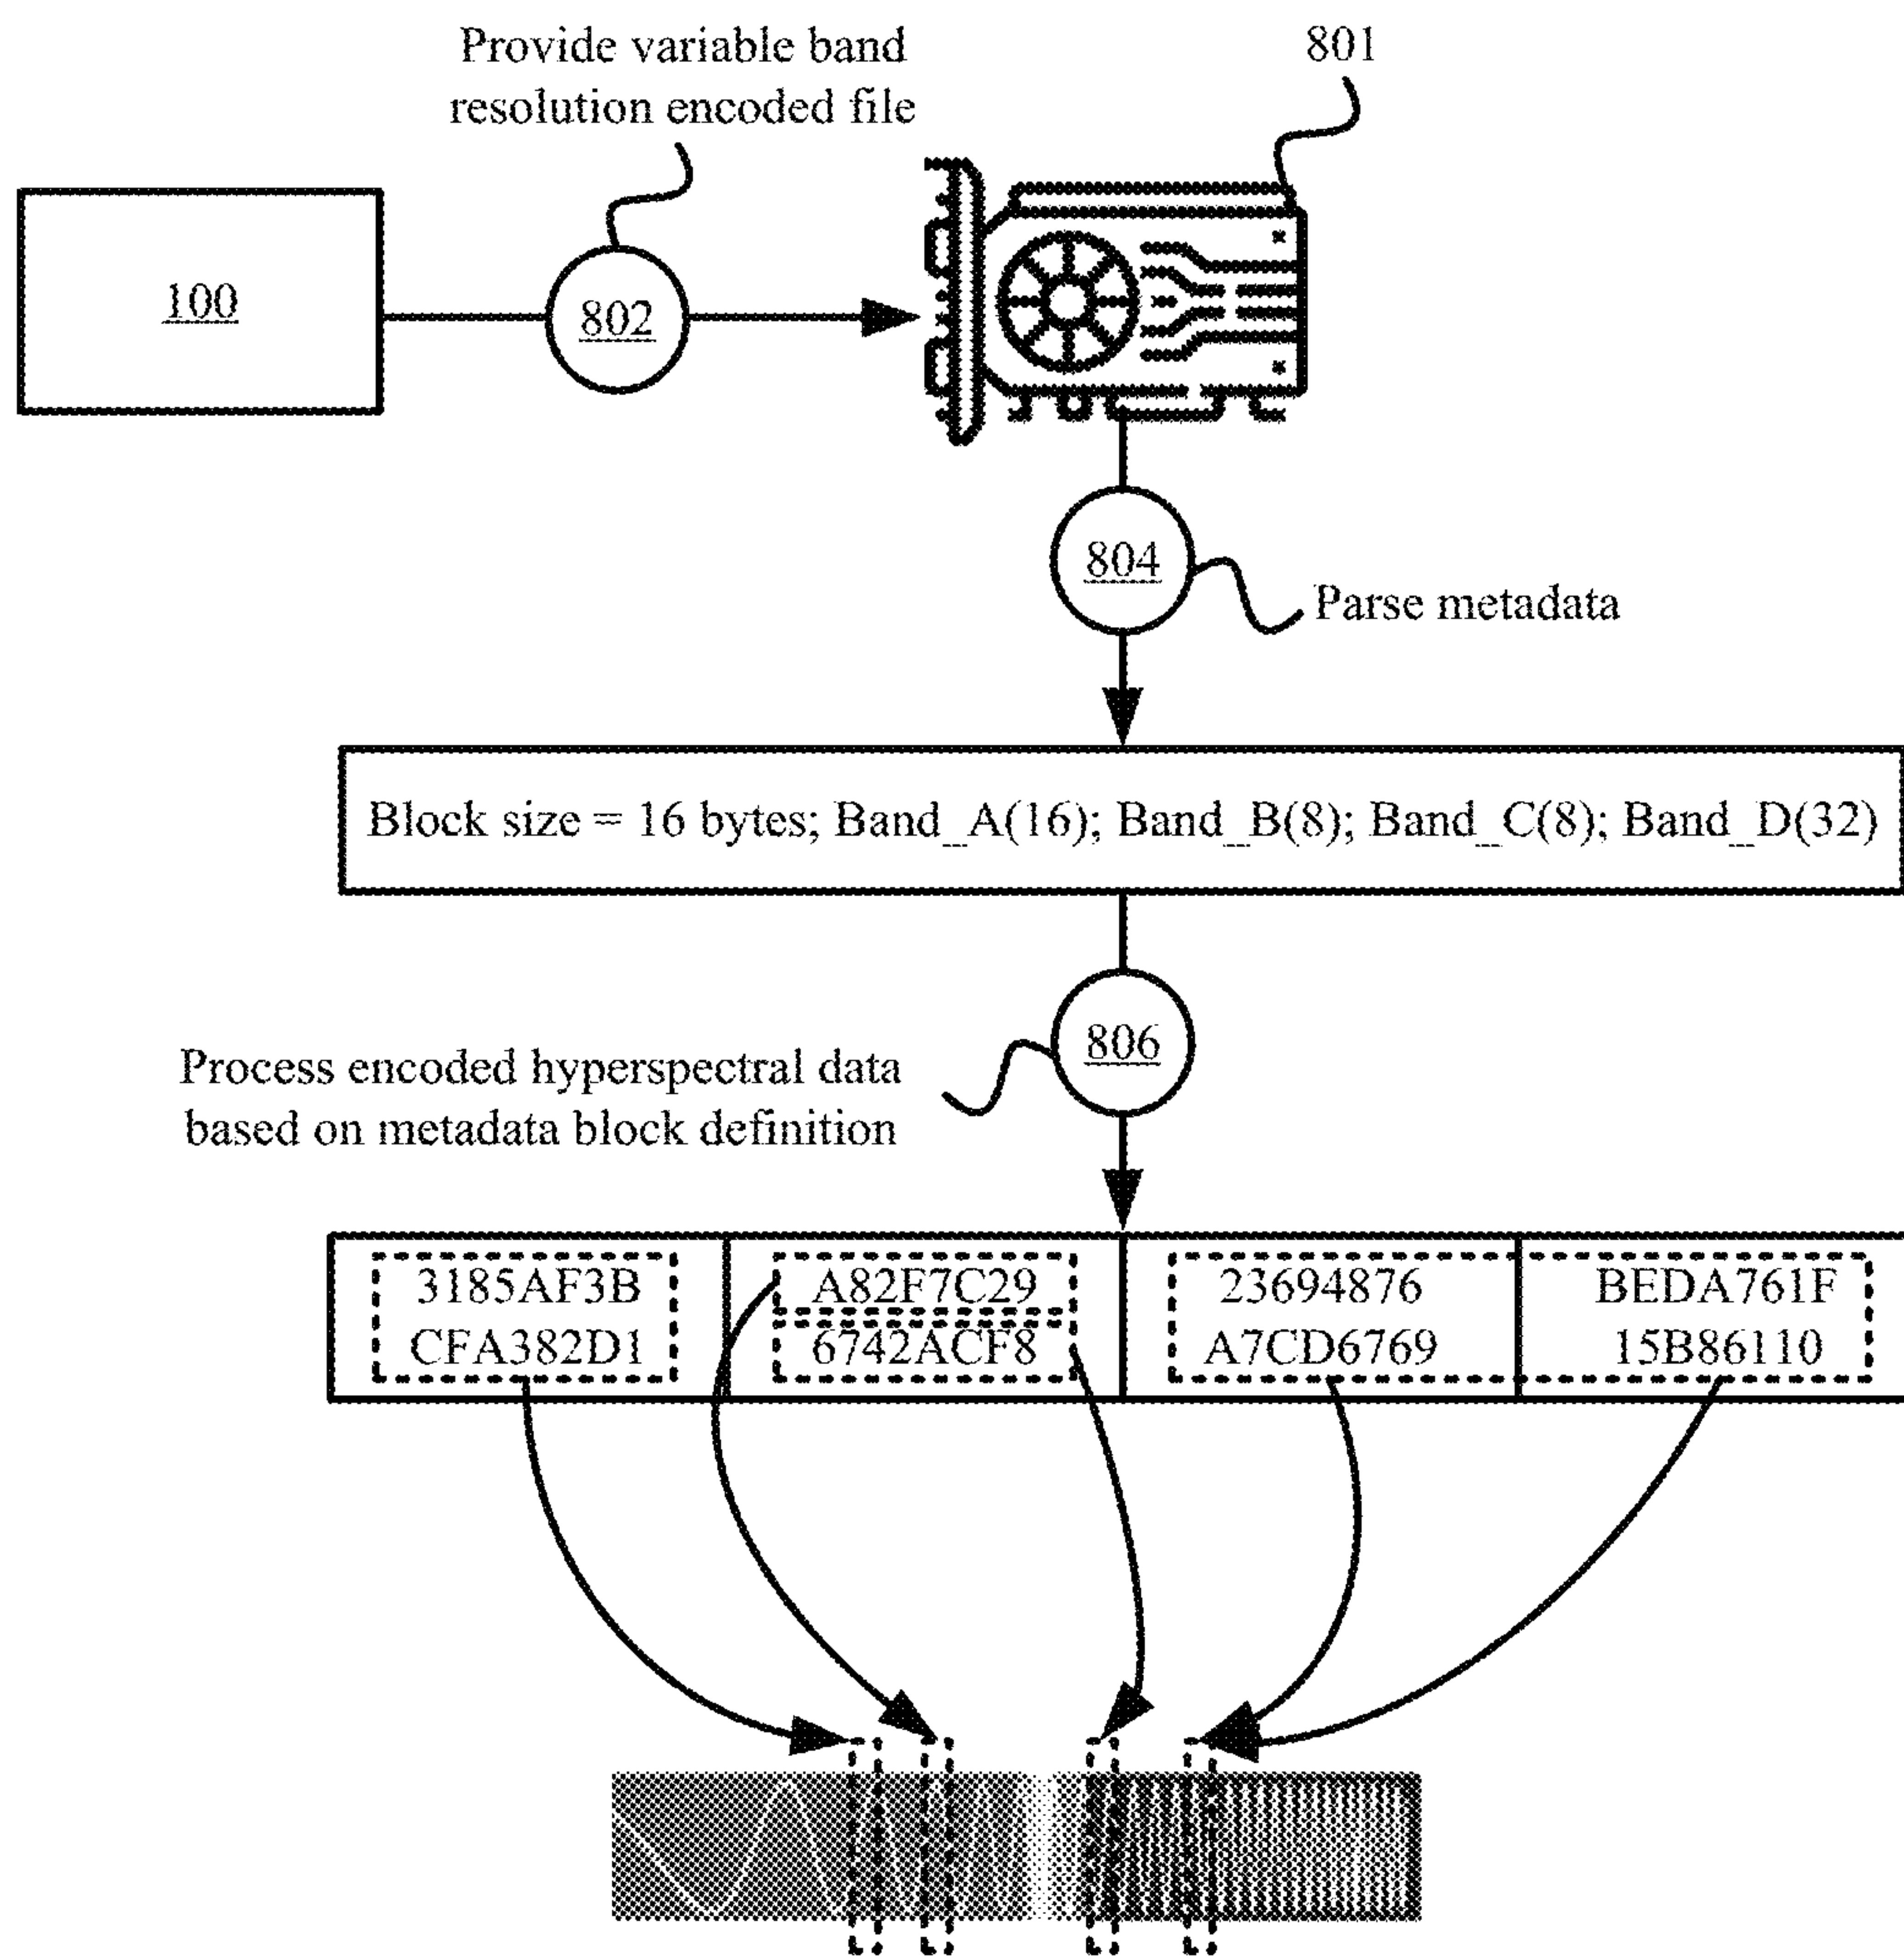 Provide variable band
resolution encoded file
801
100
802
804
Parse metadata
Block size = 16 bytes; Band_A(16); Band_B(8); Band_C(8); Band_D(32)
806
Process encoded hyperspectral data
based on metadata block definition
3185AF3B A82F7C29 23694876 BEDA761F
CFA382D1 6742ACF8 A7CD6769 15B86110